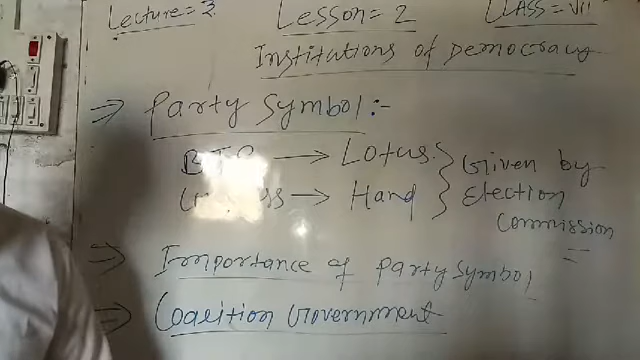 Lecture = 3 Lesson = 2 CLASS = VII
Institutions of Democracy
⇒ Party Symbol :-
BJP → Lotus } Given by
→ Hand } Election
Commission
⇒ Importance of Party Symbol
⇒ Coalition Government